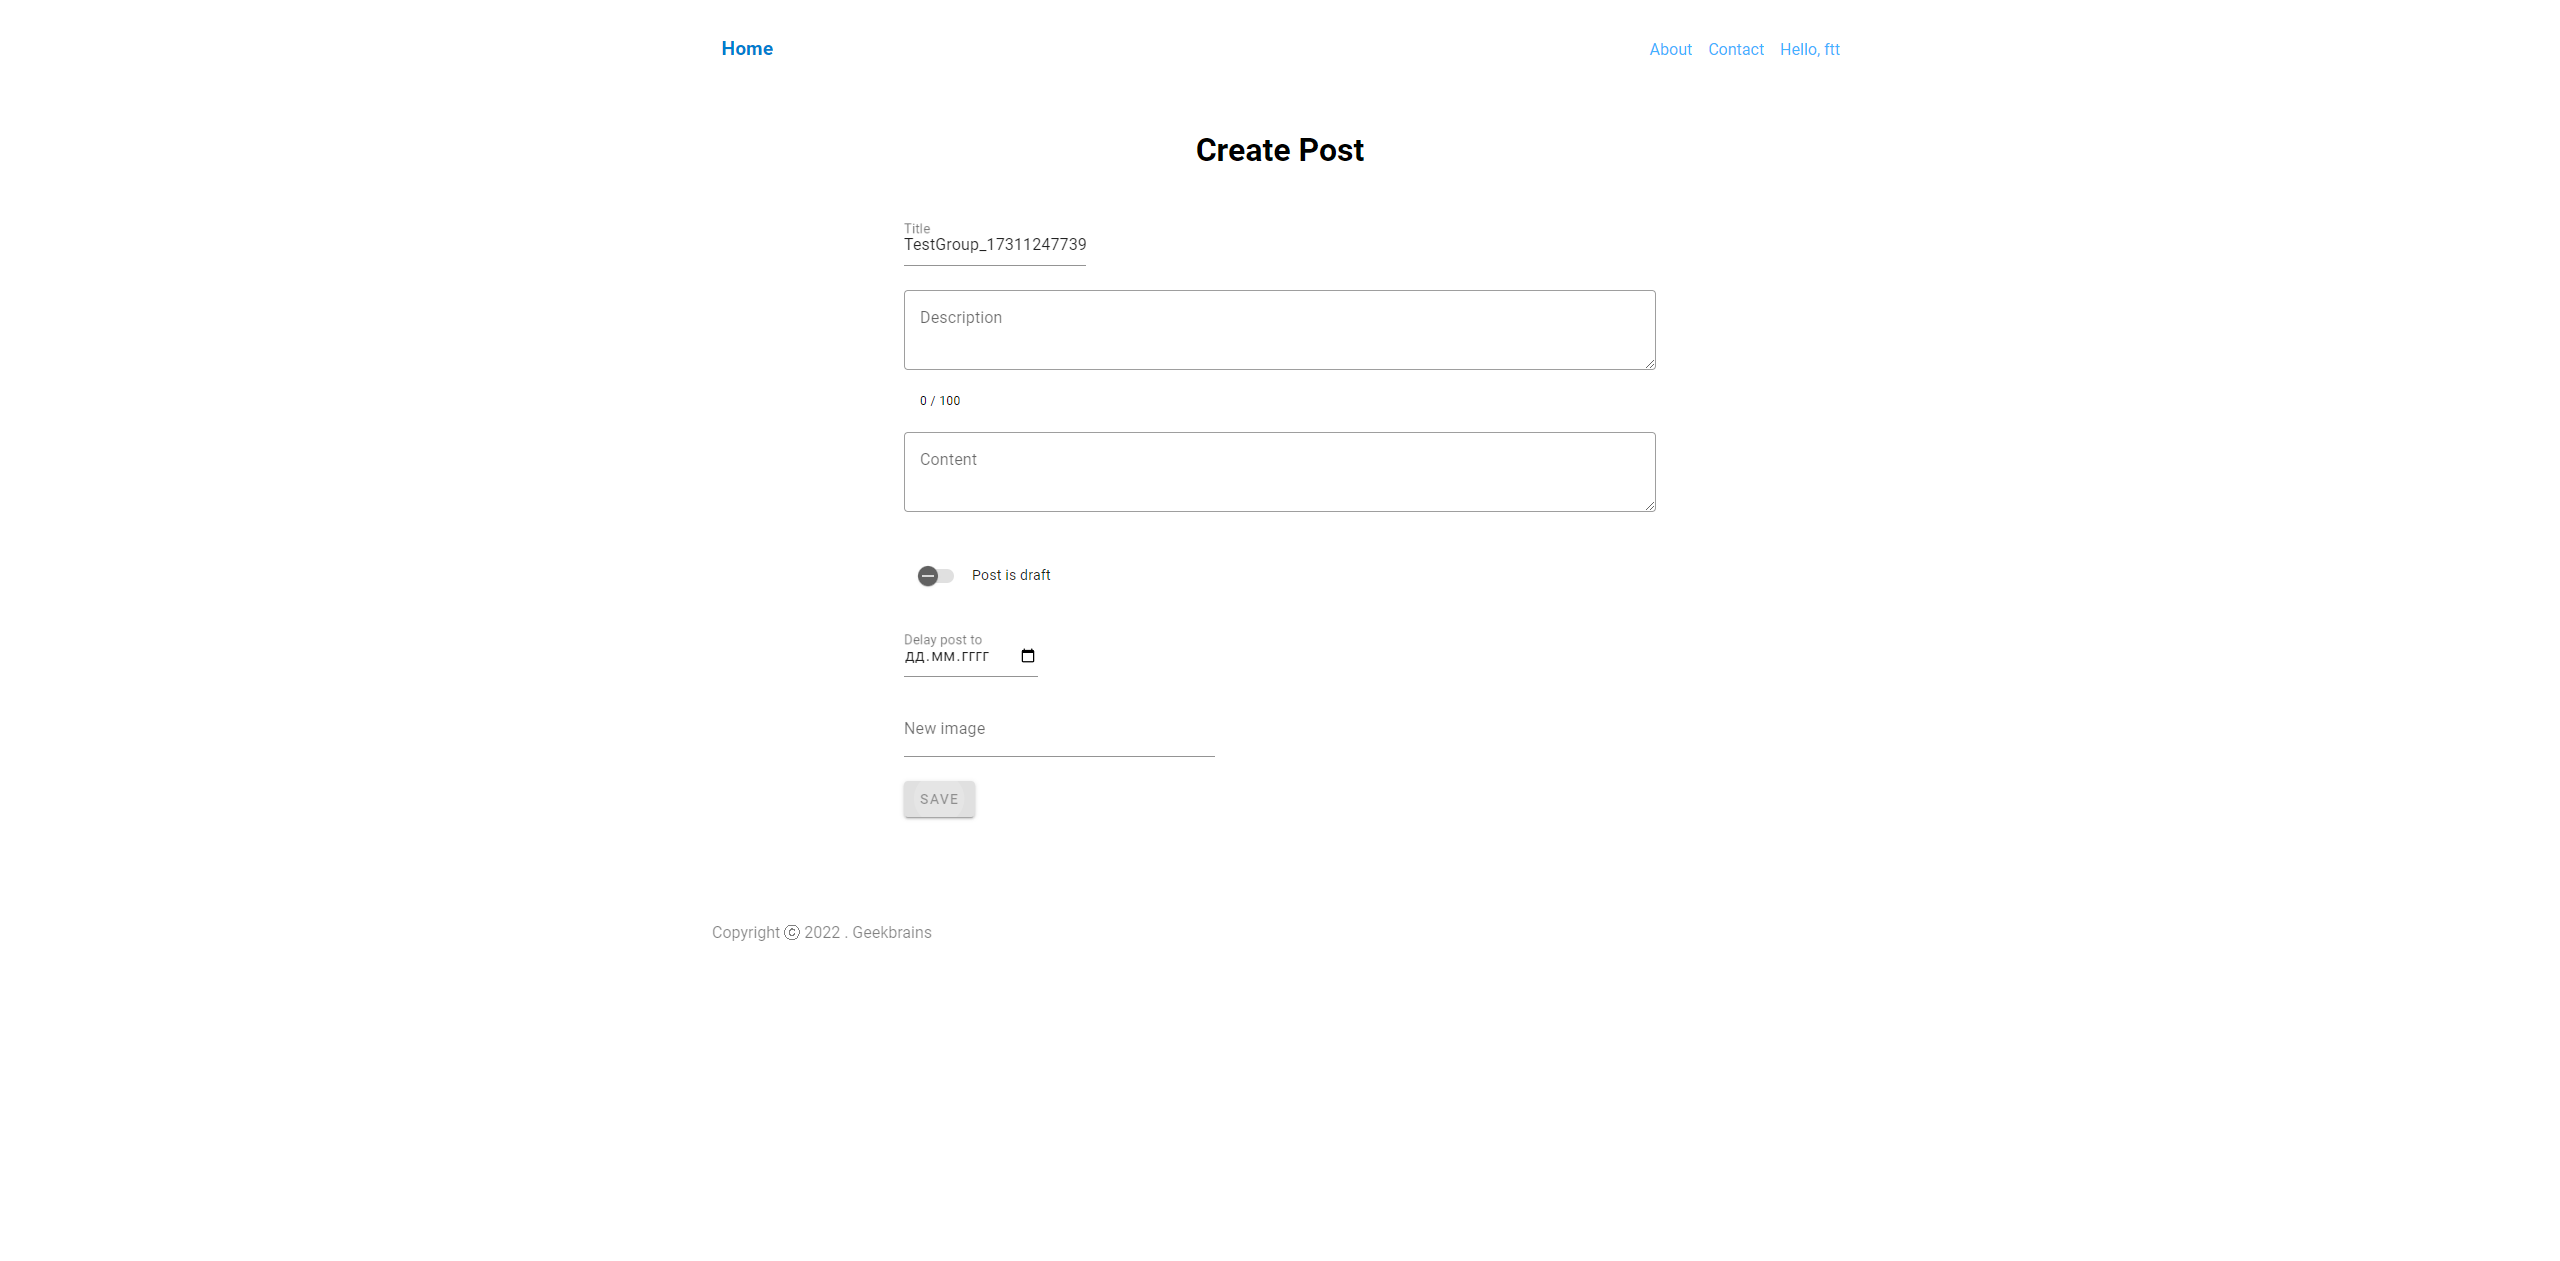 Home About Contact Hello, ftt
Create Post
Title
TestGroup_17311247739
Description
0 / 100
Content
Post is draft
Delay post to
ДД.ММ.ГГГГ
New image
SAVE
Copyright © 2022 . Geekbrains